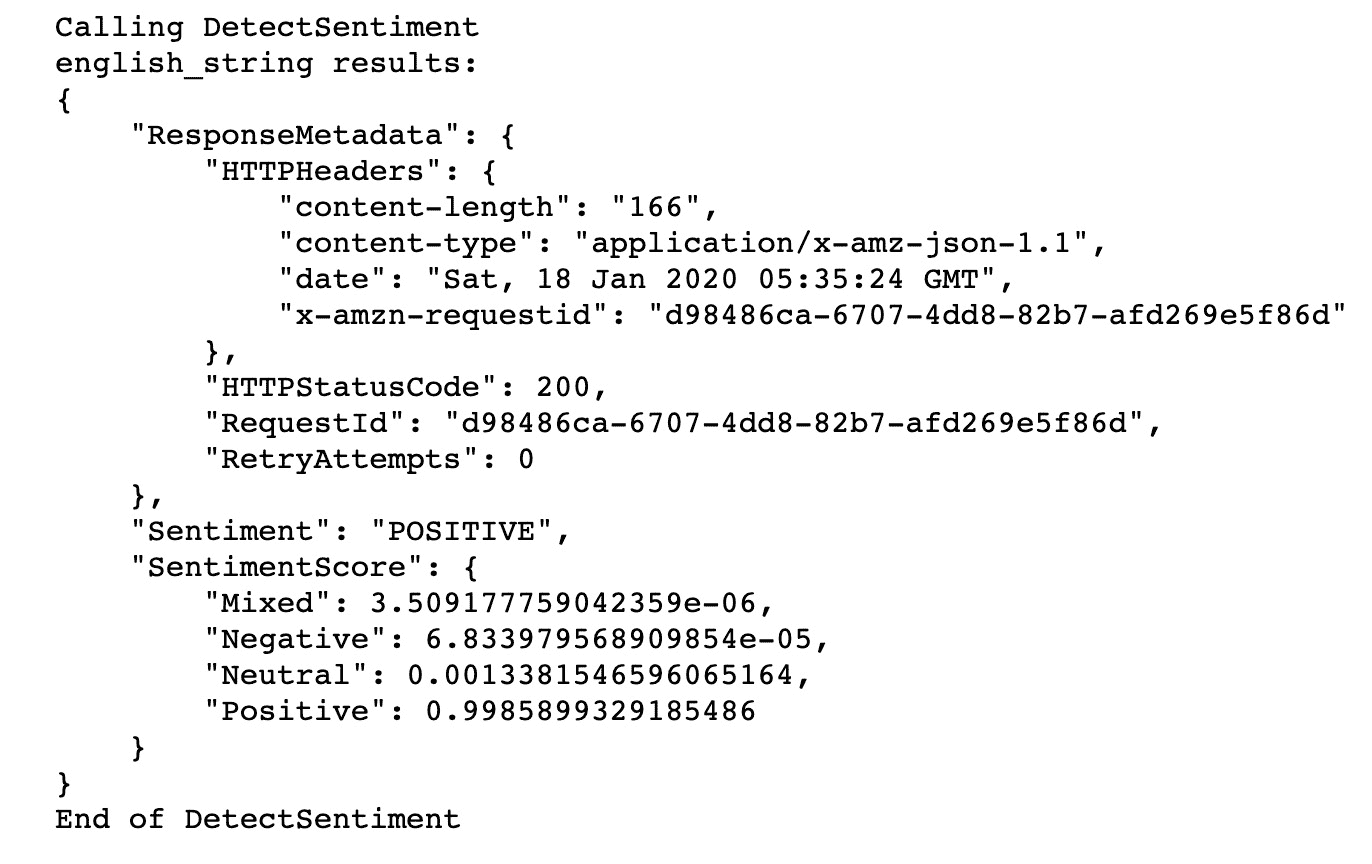 Calling DetectSentiment
english_string results:
{
    "ResponseMetadata": {
        "HTTPHeaders": {
            "content-length": "166",
            "content-type": "application/x-amz-json-1.1",
            "date": "Sat, 18 Jan 2020 05:35:24 GMT",
            "x-amzn-requestid": "d98486ca-6707-4dd8-82b7-afd269e5f86d"
        },
        "HTTPStatusCode": 200,
        "RequestId": "d98486ca-6707-4dd8-82b7-afd269e5f86d",
        "RetryAttempts": 0
    },
    "Sentiment": "POSITIVE",
    "SentimentScore": {
        "Mixed": 3.509177759042359e-06,
        "Negative": 6.833979568909854e-05,
        "Neutral": 0.0013381546596065164,
        "Positive": 0.9985899329185486
    }
}
End of DetectSentiment